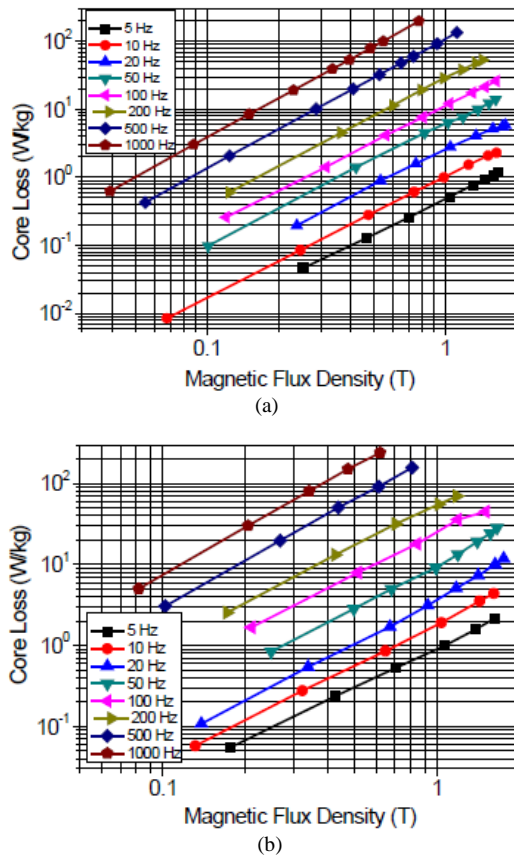 10²
10¹
10⁰
10⁻¹
10⁻²
Core Loss (W/kg)
5 Hz
10 Hz
20 Hz
50 Hz
100 Hz
200 Hz
500 Hz
1000 Hz
0.1
1
Magnetic Flux Density (T)
(a)
10²
10¹
10⁰
10⁻¹
Core Loss (W/kg)
5 Hz
10 Hz
20 Hz
50 Hz
100 Hz
200 Hz
500 Hz
1000 Hz
0.1
1
Magnetic Flux Density (T)
(b)